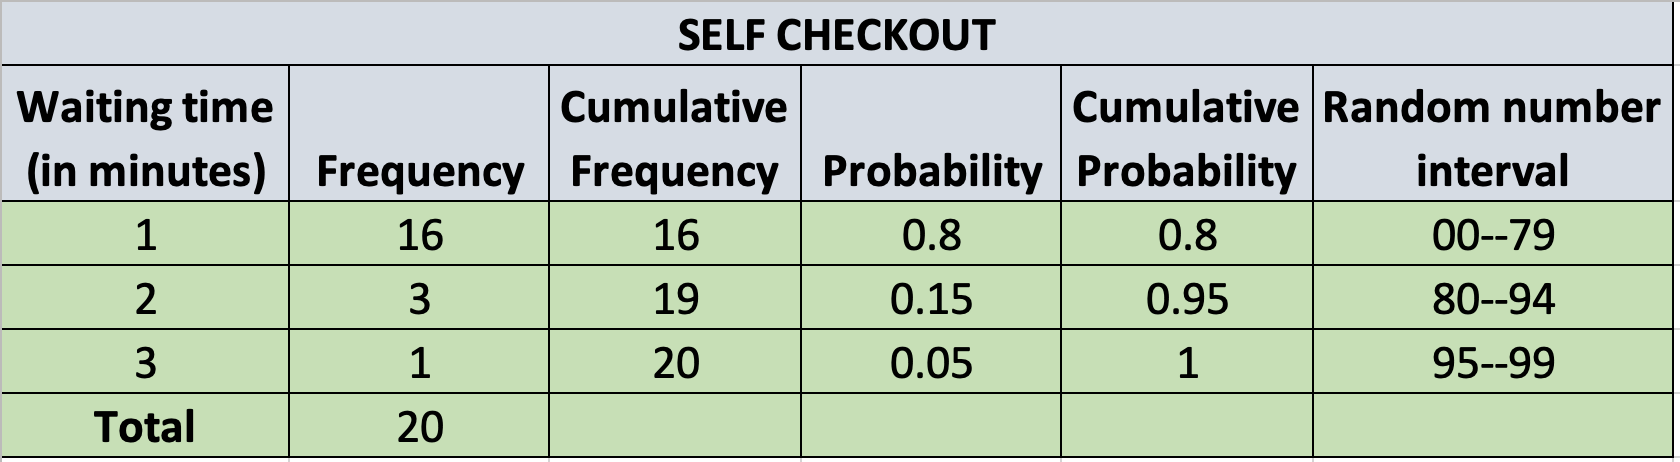 SELF CHECKOUT
Waiting time (in minutes) Frequency Cumulative Frequency Probability Cumulative Probability Random number interval
1 16 16 0.8 0.8 00--79
2 3 19 0.15 0.95 80--94
3 1 20 0.05 1 95--99
Total 20